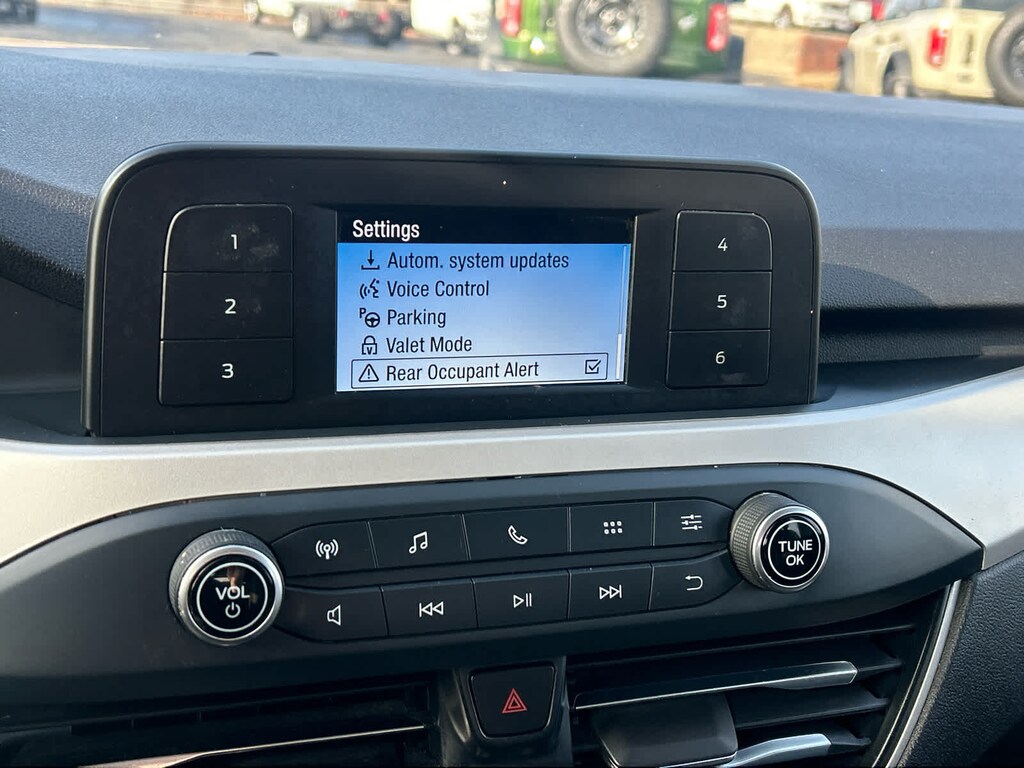 Settings
Autom. system updates
Voice Control
P Parking
Valet Mode
Rear Occupant Alert
1
2
3
4
5
6
VOL
TUNE
OK